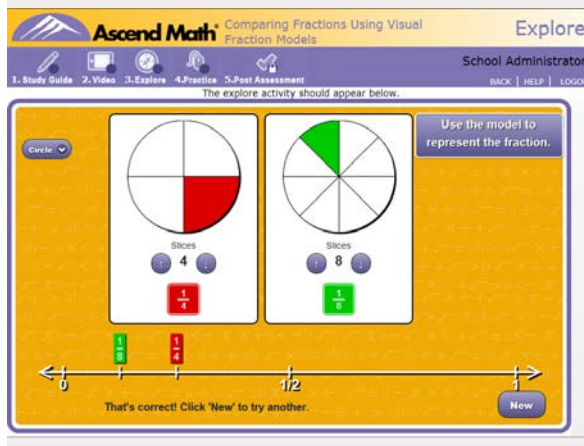 Ascend Math
Comparing Fractions Using Visual
Fraction Models
Explore
1. Study Guide
2. Video
3. Explore
4. Practice
5. Post Assessment
School Administrator
BACK | HELP | LOGO
The explore activity should appear below.
Circle
Use the model to
represent the fraction.
Slices
4
1
4
Slices
8
1
8
1
8
1
4
0
1/2
1
That's correct! Click 'New' to try another.
New